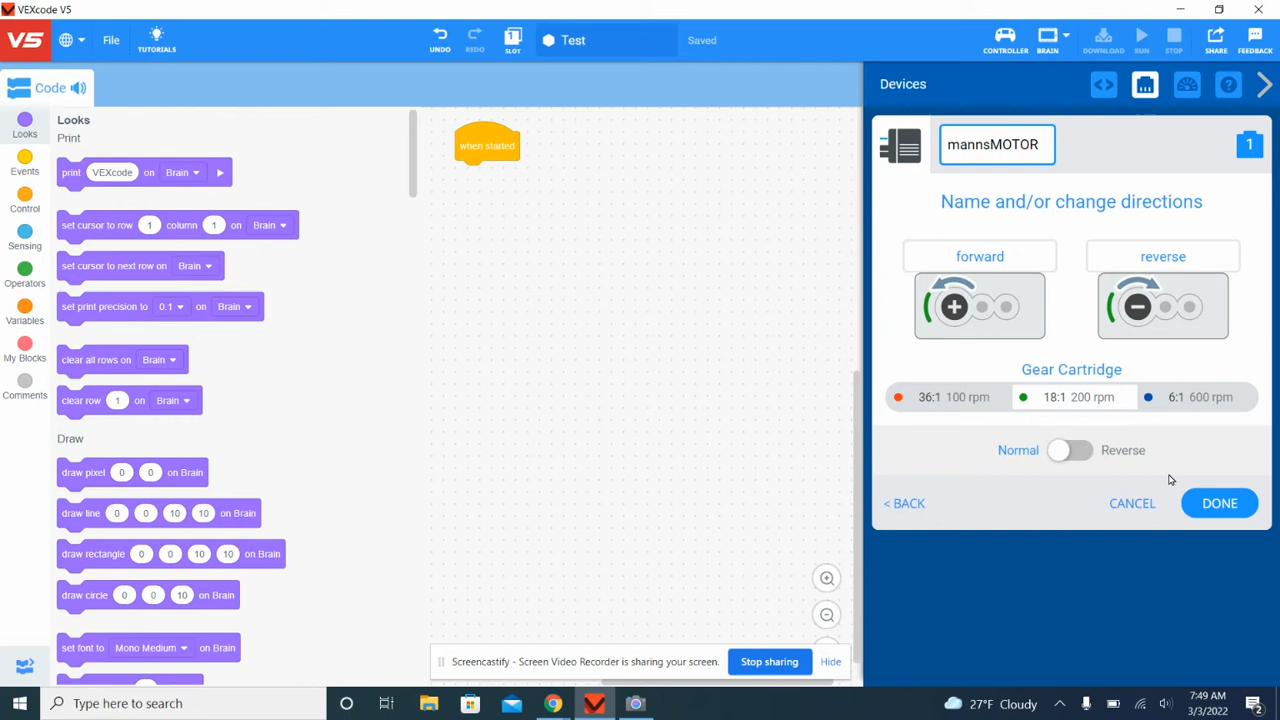 VEXcode V5
V5
File
TUTORIALS
UNDO
REDO
SLOT
Test
Saved
CONTROLLER
BRAIN
DOWNLOAD
RUN
STOP
SHARE
FEEDBACK
Code
Devices
Looks
Events
Control
Sensing
Operators
Variables
My Blocks
Comments
Looks
Print
print VEXcode on Brain
set cursor to row 1 column 1 on Brain
set cursor to next row on Brain
set print precision to 0.1 on Brain
clear all rows on Brain
clear row 1 on Brain
Draw
draw pixel 0 0 on Brain
draw line 0 0 10 10 on Brain
draw rectangle 0 0 10 10 on Brain
draw circle 0 0 10 on Brain
set font to Mono Medium on Brain
when started
mannsMOTOR
1
Name and/or change directions
forward reverse
Gear Cartridge
36:1 100 rpm 18:1 200 rpm 6:1 600 rpm
Normal Reverse
< BACK CANCEL DONE
Screencastify - Screen Video Recorder is sharing your screen. Stop sharing Hide
Type here to search
27°F Cloudy
7:49 AM
3/3/2022
2